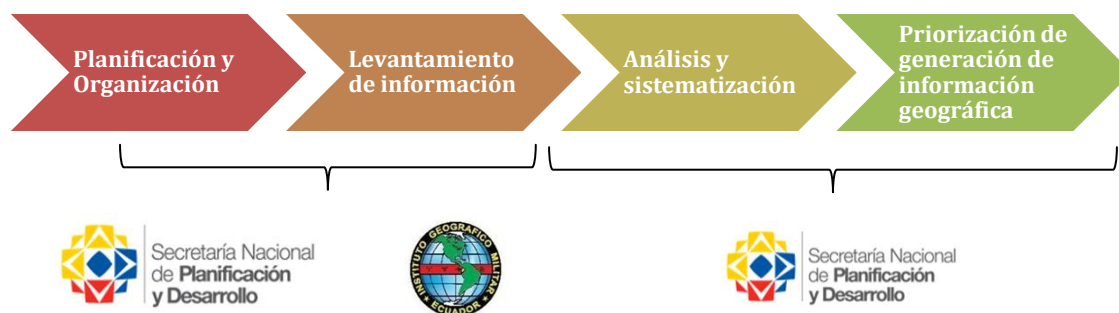 Planificación y
Organización
Levantamiento
de información
Análisis y
sistematización
Priorización de
generación de
información
geográfica
Secretaría Nacional
de Planificación
y Desarrollo
INSTITUTO GEOGRAFICO MILITAR
ECUADOR
Secretaría Nacional
de Planificación
y Desarrollo